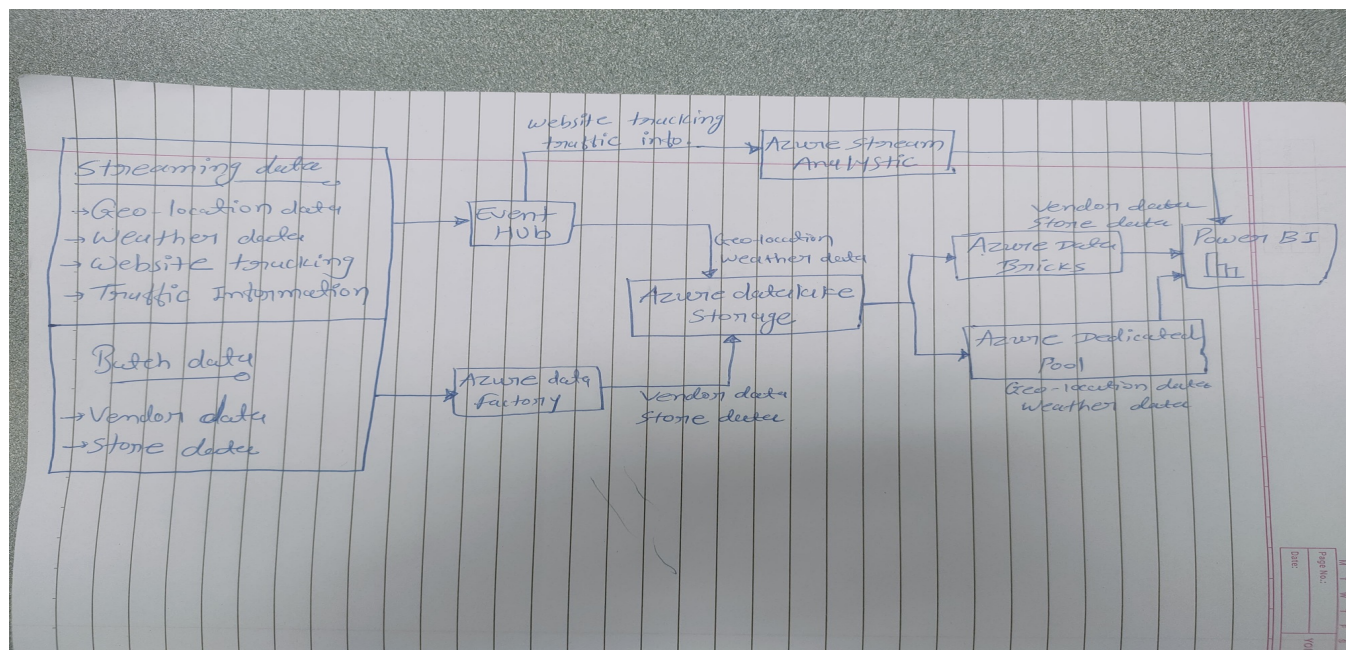 Streaming data
→ Geo-location data
→ Weather data
→ Website tracking
→ Traffic Information
Batch data
→ Vendor data
→ Store data
Event
HUB
website tracking
traffic info.
Azure Stream
Analystic
Geo-location
Weather data
Azure datalake
Storage
Azure data
Factory
Vendor data
Store data
Vendor data
Store data
Azure Data
Bricks
Power BI
Azure Dedicated
Pool
Geo-location data
Weather data
Page No.:
Date: